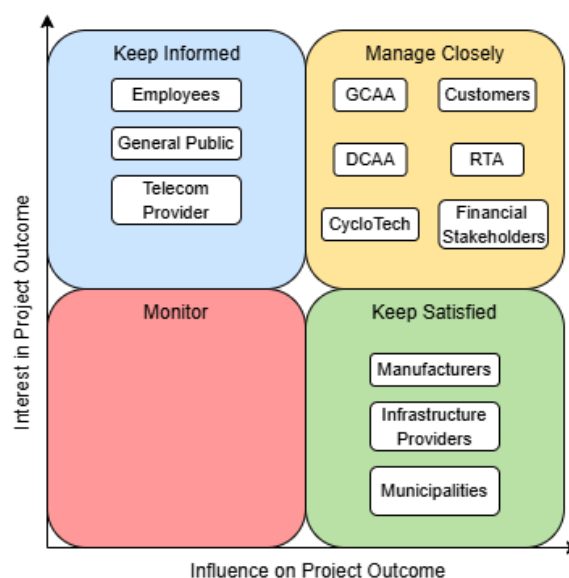 Keep Informed
Employees
General Public
Telecom
Provider
Manage Closely
GCAA
Customers
DCAA
RTA
CycloTech
Financial
Stakeholders
Monitor
Keep Satisfied
Manufacturers
Infrastructure
Providers
Municipalities
Interest in Project Outcome
Influence on Project Outcome